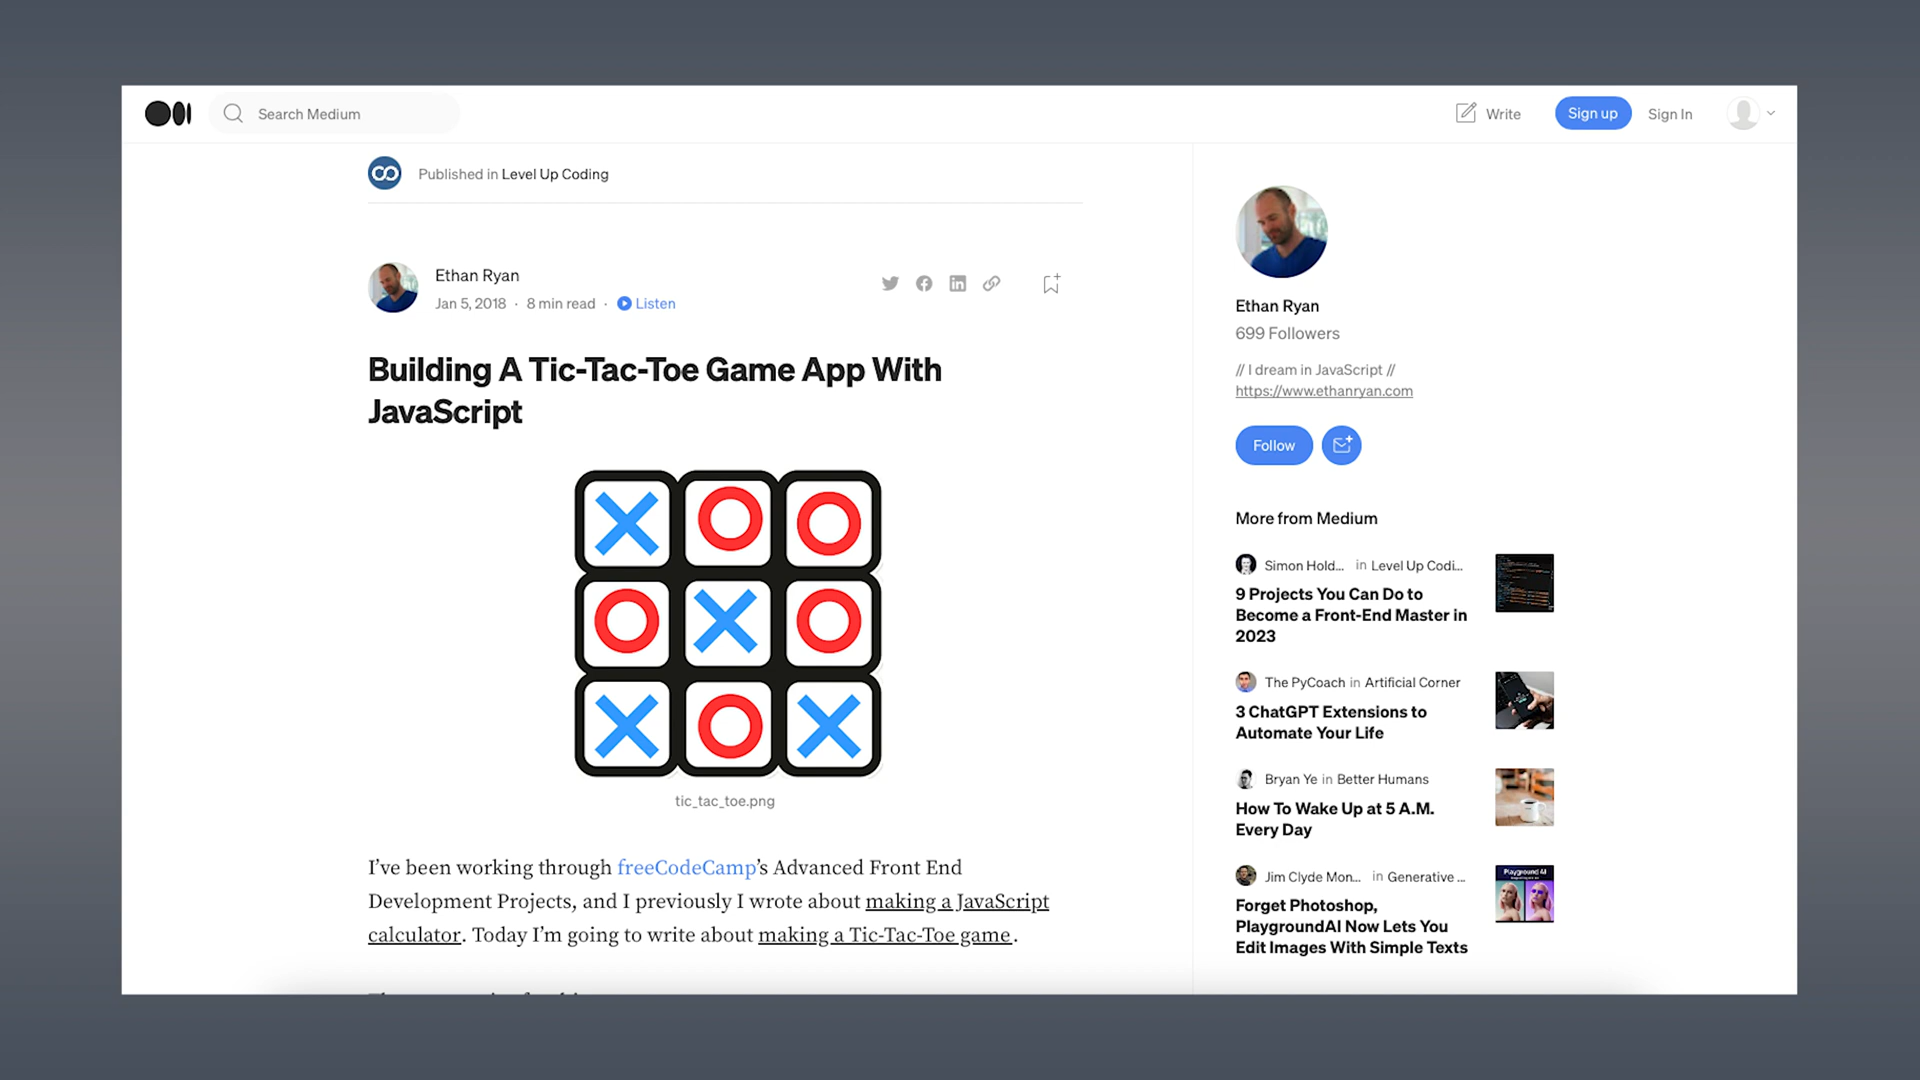 Search Medium
Write
Sign up
Sign In
Published in Level Up Coding
Ethan Ryan
Jan 5, 2018 · 8 min read · Listen
Building A Tic-Tac-Toe Game App With
JavaScript
tic_tac_toe.png
I've been working through freeCodeCamp's Advanced Front End
Development Projects, and I previously I wrote about making a JavaScript
calculator. Today I'm going to write about making a Tic-Tac-Toe game.
Ethan Ryan
699 Followers
// I dream in JavaScript //
https://www.ethanryan.com
Follow
More from Medium
Simon Hold... in Level Up Codi...
9 Projects You Can Do to
Become a Front-End Master in
2023
The PyCoach in Artificial Corner
3 ChatGPT Extensions to
Automate Your Life
Bryan Ye in Better Humans
How To Wake Up at 5 A.M.
Every Day
Jim Clyde Mon... in Generative ...
Forget Photoshop,
PlaygroundAI Now Lets You
Edit Images With Simple Texts
Playground AI